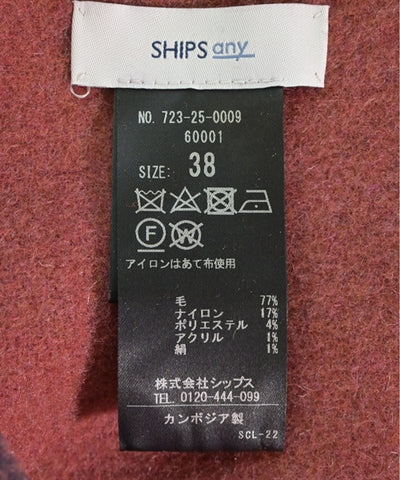 SHIPS any
NO. 723-25-0009
60001
SIZE: 38
F W
アイロンはあて布使用
毛 77%
ナイロン 17%
ポリエステル 4%
アクリル 1%
絹 1%
株式会社シップス
TEL. 0120-444-099
カンボジア製
SCL-22